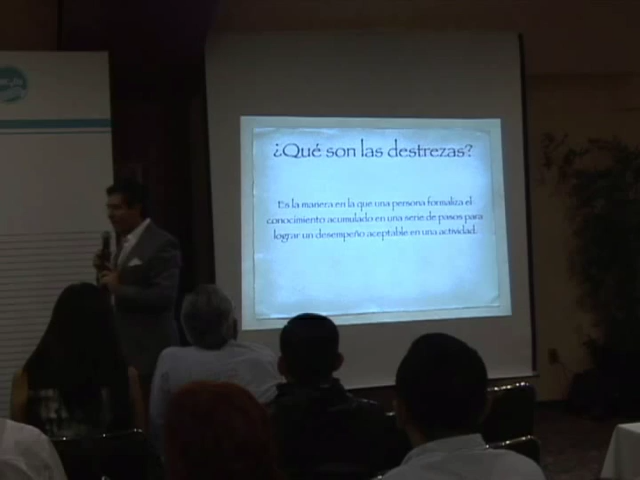 ¿Qué son las destrezas?
Es la manera en la que una persona formaliza el
conocimiento acumulado en una serie de pasos para
lograr un desempeño aceptable en una actividad.